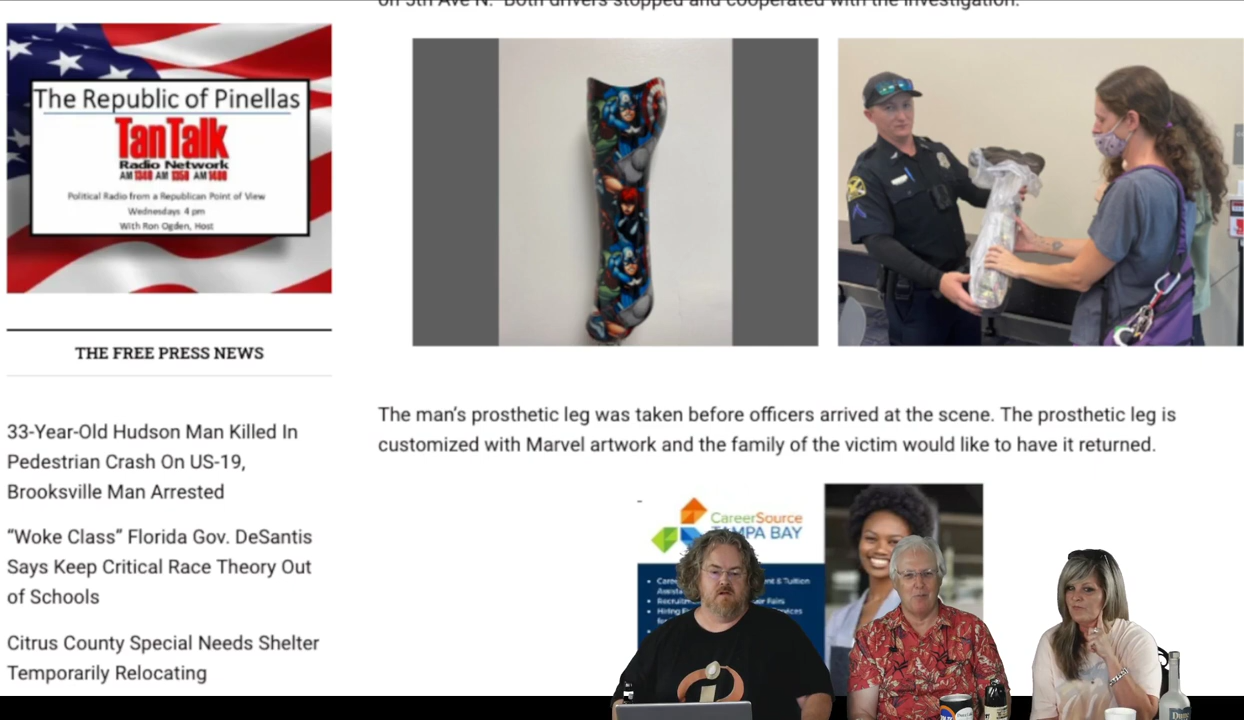 on 5th Ave N. Both drivers stopped and cooperated with the investigation.
The Republic of Pinellas
TanTalk
Radio Network
AM 1340 AM 1350 AM 1400
Political Radio from a Republican Point of View
Wednesdays 4 pm
With Ron Ogden, Host
THE FREE PRESS NEWS
33-Year-Old Hudson Man Killed In
Pedestrian Crash On US-19,
Brooksville Man Arrested
“Woke Class” Florida Gov. DeSantis
Says Keep Critical Race Theory Out
of Schools
Citrus County Special Needs Shelter
Temporarily Relocating
The man’s prosthetic leg was taken before officers arrived at the scene. The prosthetic leg is
customized with Marvel artwork and the family of the victim would like to have it returned.
CareerSource
TAMPA BAY
& Tuition
Fairs